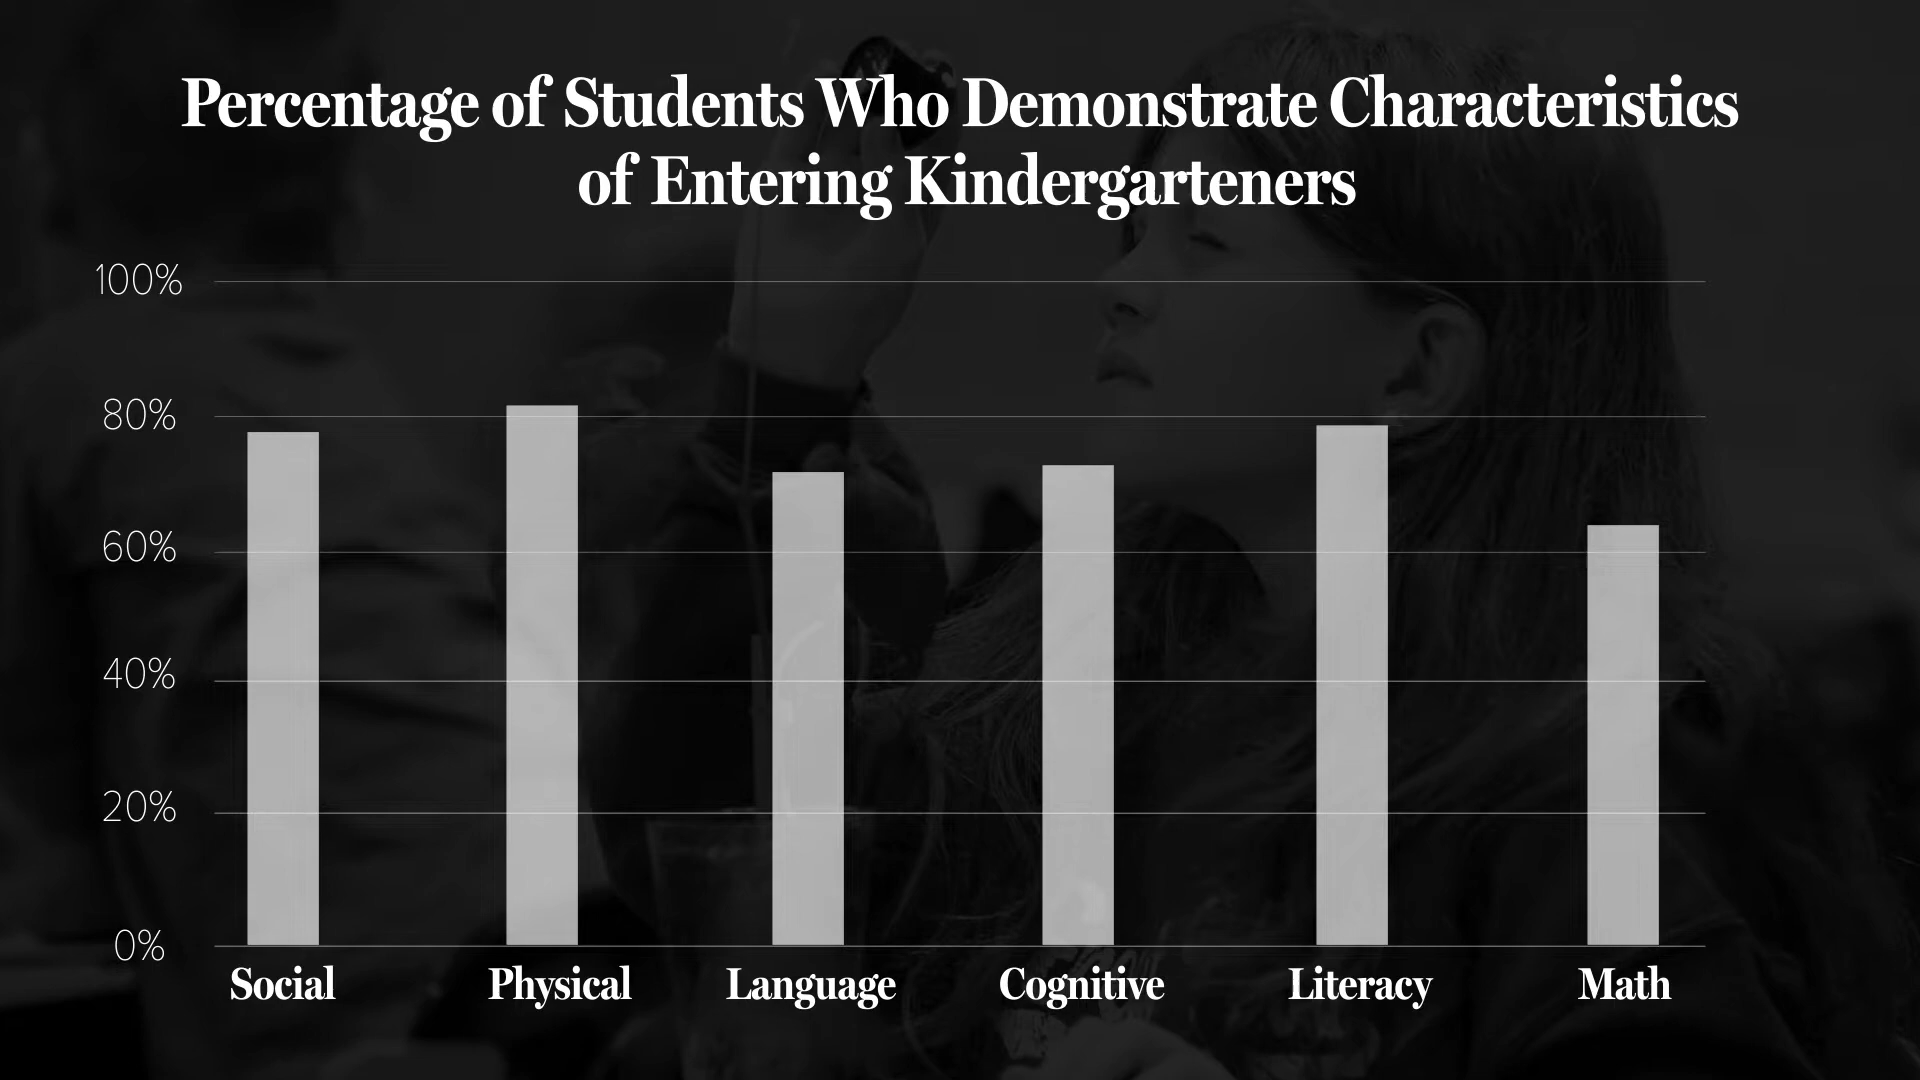 Percentage of Students Who Demonstrate Characteristics
of Entering Kindergarteners
100%
80%
60%
40%
20%
0%
Social Physical Language Cognitive Literacy Math